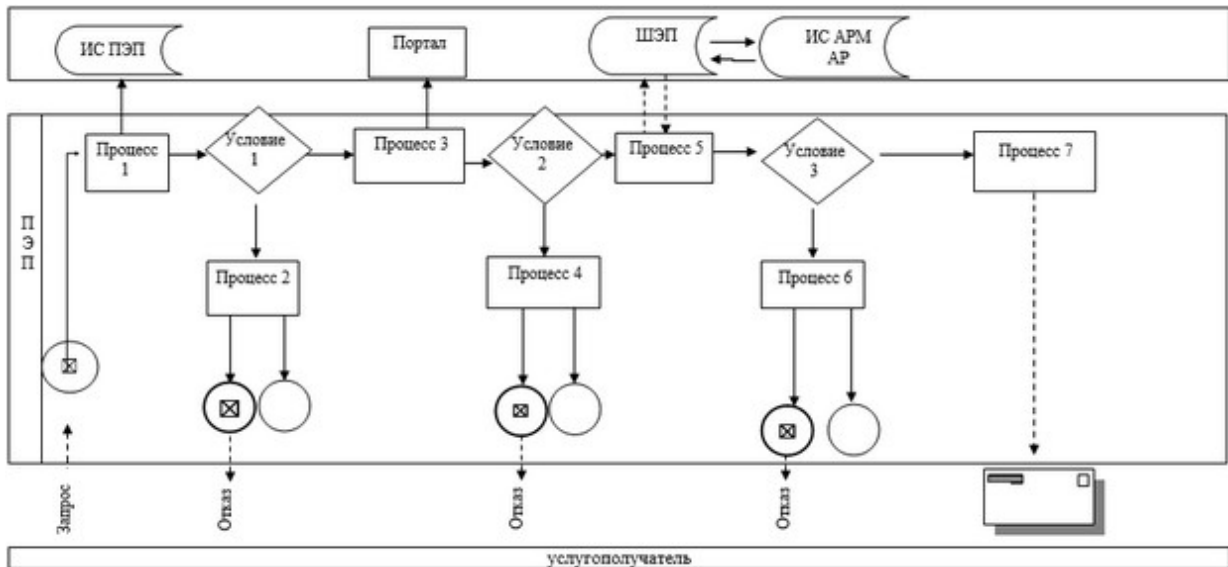 ИС ПЭП
Портал
ШЭП
ИС АРМ
АР
Процесс
1
Условие
1
Процесс 3
Условие
2
Процесс 5
Условие
3
Процесс 7
П
Э
П
Процесс 2
Процесс 4
Процесс 6
Запрос
Отказ
Отказ
Отказ
услугополучатель